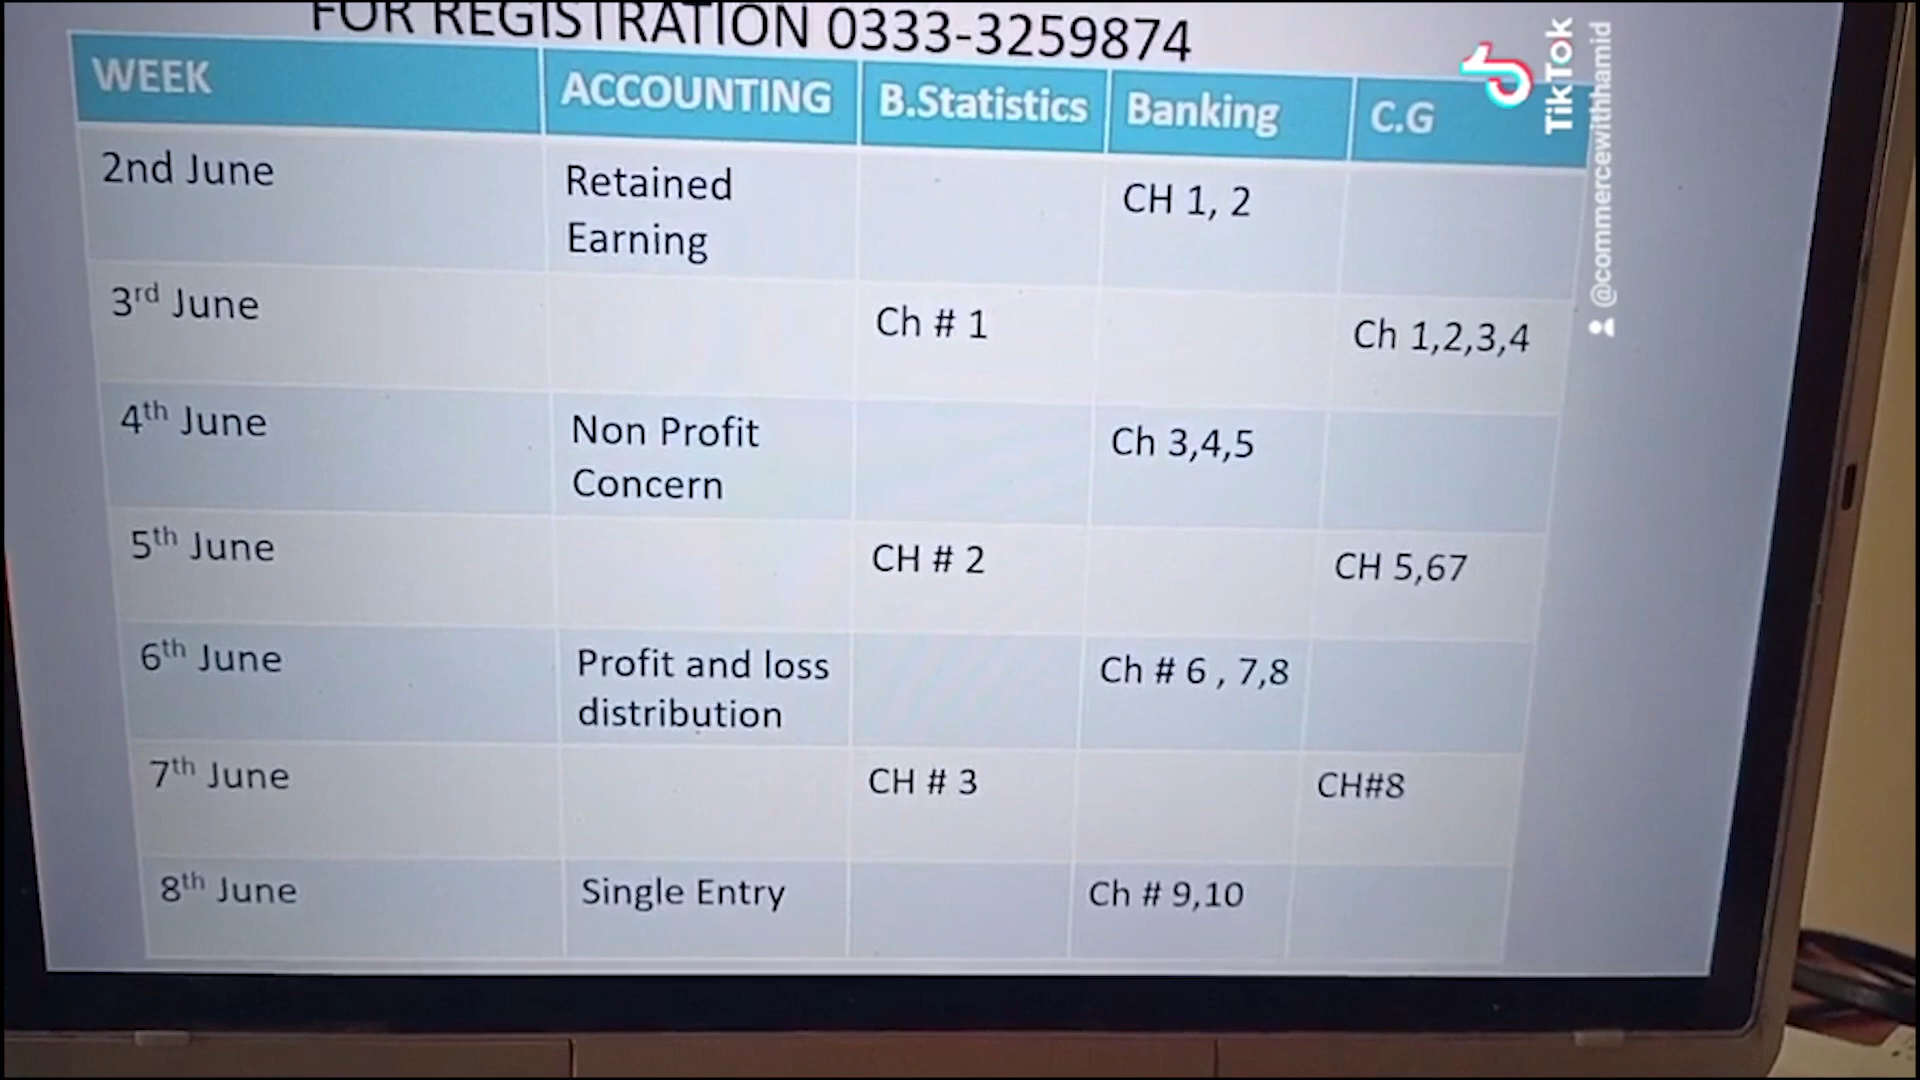 FOR REGISTRATION 0333-3259874
WEEK ACCOUNTING B.Statistics Banking C.G
2nd June Retained Earning CH 1, 2
3rd June Ch # 1 Ch 1,2,3,4
4th June Non Profit Concern Ch 3,4,5
5th June CH # 2 CH 5,67
6th June Profit and loss distribution Ch # 6 , 7,8
7th June CH # 3 CH#8
8th June Single Entry Ch # 9,10
TikTok
@commercewithhamid